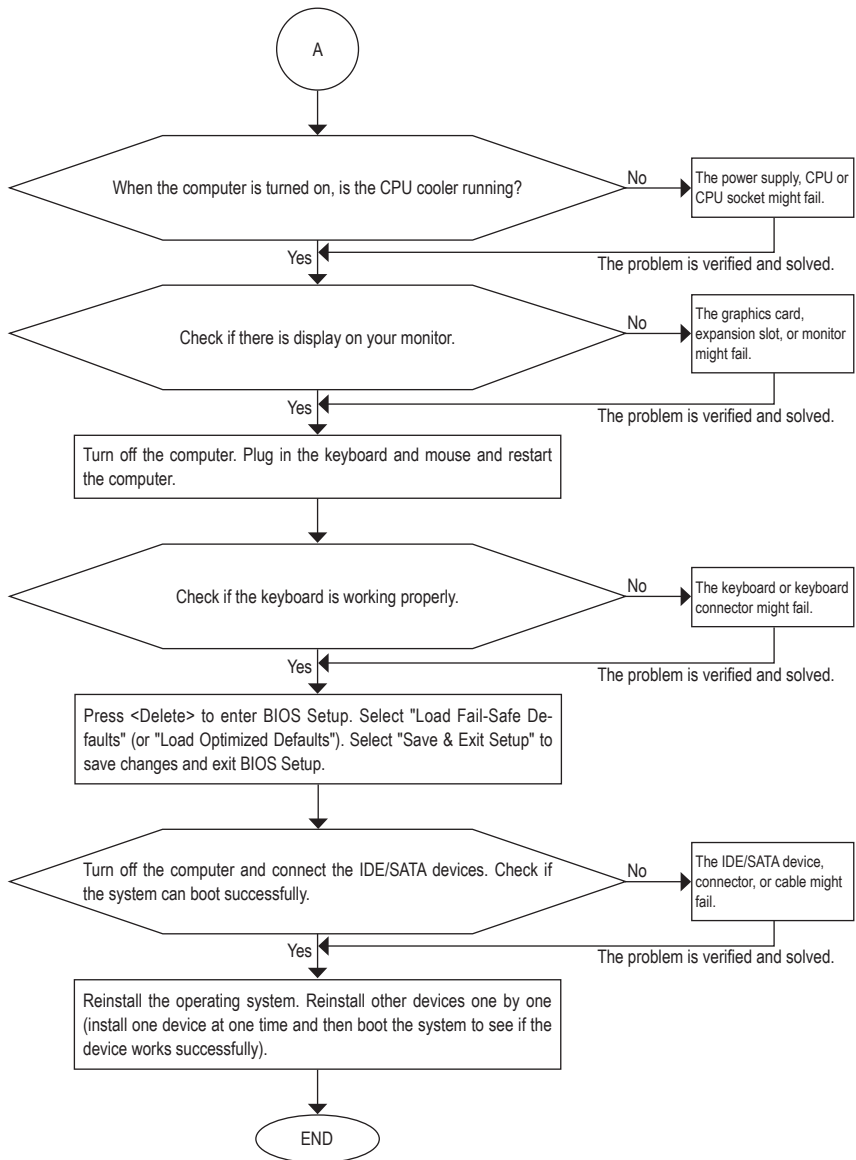 A
When the computer is turned on, is the CPU cooler running?
No
The power supply, CPU or
CPU socket might fail.
Yes
The problem is verified and solved.
Check if there is display on your monitor.
No
The graphics card,
expansion slot, or monitor
might fail.
Yes
The problem is verified and solved.
Turn off the computer. Plug in the keyboard and mouse and restart
the computer.
Check if the keyboard is working properly.
No
The keyboard or keyboard
connector might fail.
Yes
The problem is verified and solved.
Press <Delete> to enter BIOS Setup. Select "Load Fail-Safe De-
faults" (or "Load Optimized Defaults"). Select "Save & Exit Setup" to
save changes and exit BIOS Setup.
Turn off the computer and connect the IDE/SATA devices. Check if
the system can boot successfully.
No
The IDE/SATA device,
connector, or cable might
fail.
Yes
The problem is verified and solved.
Reinstall the operating system. Reinstall other devices one by one
(install one device at one time and then boot the system to see if the
device works successfully).
END